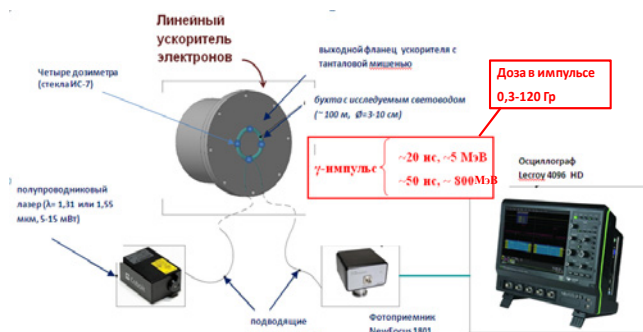 Линейный
ускоритель
электронов
выходной фланец ускорителя с
танталовой мишенью
Четыре дозиметра
(стекла ИС-7)
бухта с исследуемым световодом
(~100 м, Ø=3-10 см)
Доза в импульсе
0,3-120 Гр
γ-импульс
~20 нс, ~5 МэВ
~50 нс, ~ 800МэВ
Осциллограф
Lecroy 4096 HD
полупроводниковый
лазер (λ= 1,31 или 1,55
мкм, 5-15 мВт)
подводящие
Фотоприемник
NewFocus 1801